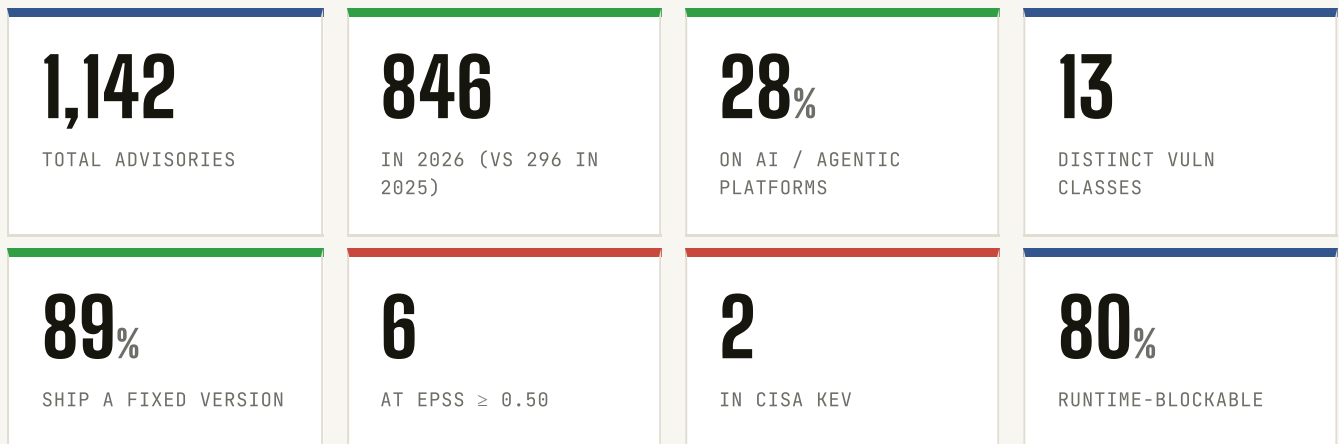 1,142
TOTAL ADVISORIES
846
IN 2026 (VS 296 IN
2025)
28%
ON AI / AGENTIC
PLATFORMS
13
DISTINCT VULN
CLASSES
89%
SHIP A FIXED VERSION
6
AT EPSS ≥ 0.50
2
IN CISA KEV
80%
RUNTIME-BLOCKABLE